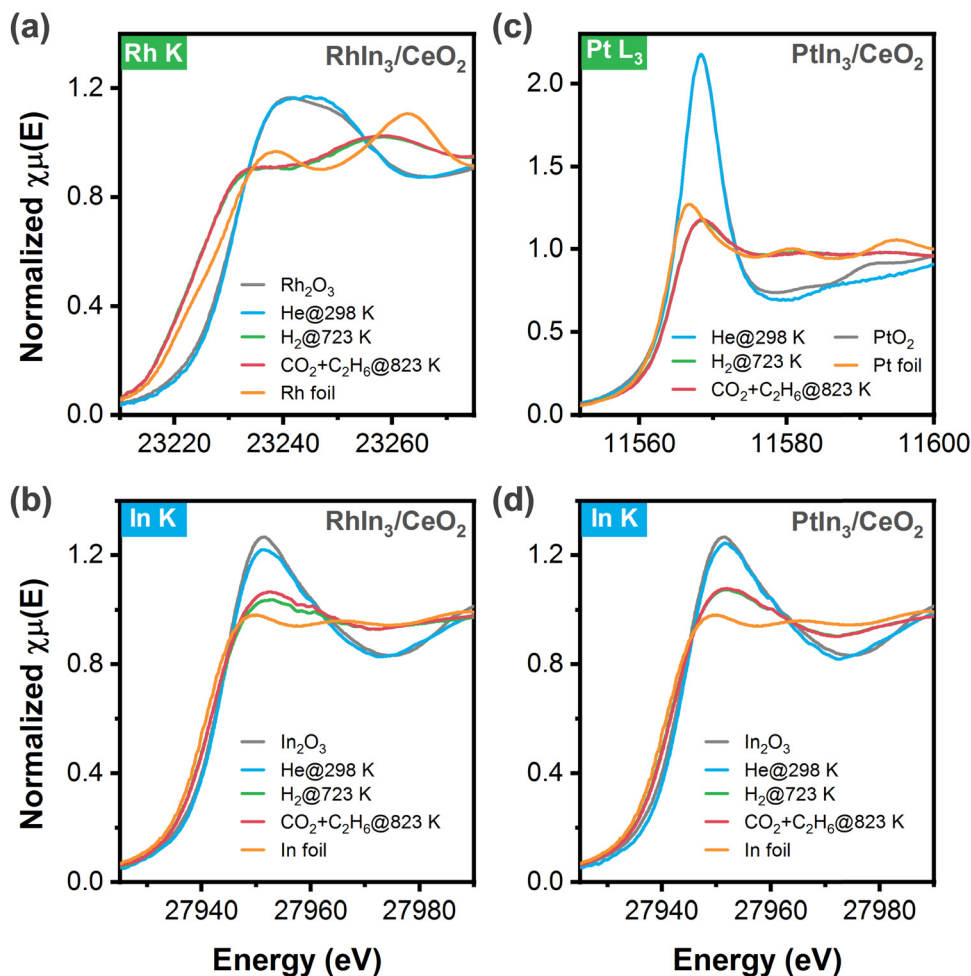 (a)
Rh K
RhIn₃/CeO₂
Normalized χμ(E)
1.2
0.8
0.4
0.0
Rh₂O₃
He@298 K
H₂@723 K
CO₂+C₂H₆@823 K
Rh foil
23220
23240
23260
(c)
Pt L₃
PtIn₃/CeO₂
2.0
1.5
1.0
0.5
0.0
He@298 K
H₂@723 K
CO₂+C₂H₆@823 K
PtO₂
Pt foil
11560
11580
11600
(b)
In K
RhIn₃/CeO₂
Normalized χμ(E)
1.2
0.8
0.4
0.0
In₂O₃
He@298 K
H₂@723 K
CO₂+C₂H₆@823 K
In foil
27940
27960
27980
Energy (eV)
(d)
In K
PtIn₃/CeO₂
1.2
0.8
0.4
0.0
In₂O₃
He@298 K
H₂@723 K
CO₂+C₂H₆@823 K
In foil
27940
27960
27980
Energy (eV)